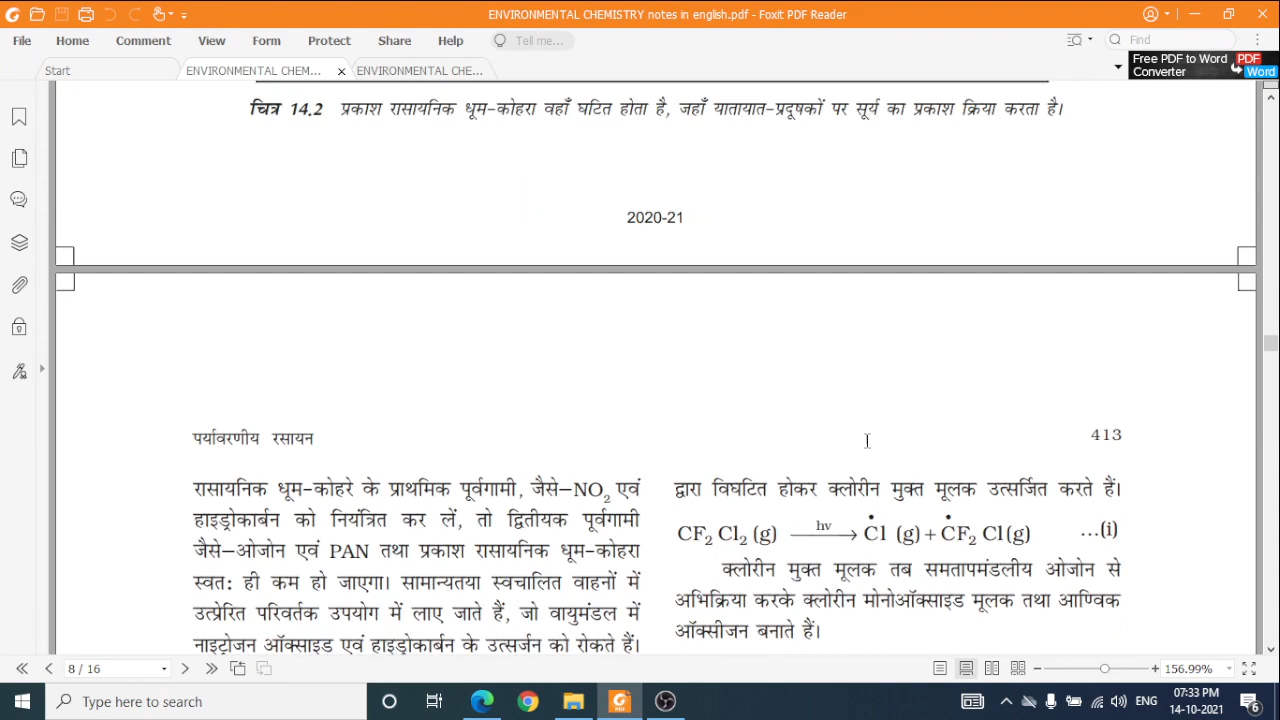 ENVIRONMENTAL CHEMISTRY notes in english.pdf - Foxit PDF Reader
File Home Comment View Form Protect Share Help Tell me... Find
Free PDF to Word Converter PDF Word
Start ENVIRONMENTAL CHEM... ENVIRONMENTAL CHE...
चित्र 14.2 प्रकाश रासायनिक धूम-कोहरा वहाँ घटित होता है, जहाँ यातायात-प्रदूषकों पर सूर्य का प्रकाश क्रिया करता है।
2020-21
पर्यावरणीय रसायन
413
रासायनिक धूम-कोहरे के प्राथमिक पूर्वगामी, जैसे–NO₂ एवं
हाइड्रोकार्बन को नियंत्रित कर लें, तो द्वितीयक पूर्वगामी
जैसे–ओजोन एवं PAN तथा प्रकाश रासायनिक धूम-कोहरा
स्वत: ही कम हो जाएगा। सामान्यतया स्वचालित वाहनों में
उत्प्रेरित परिवर्तक उपयोग में लाए जाते हैं, जो वायुमंडल में
नाइट्रोजन ऑक्साइड एवं हाइड्रोकार्बन के उत्सर्जन को रोकते हैं।
द्वारा विघटित होकर क्लोरीन मुक्त मूलक उत्सर्जित करते हैं।
CF₂ Cl₂ (g) —hv→ Ċl (g) + ĊF₂ Cl (g) ...(i)
क्लोरीन मुक्त मूलक तब समतापमंडलीय ओजोन से
अभिक्रिया करके क्लोरीन मोनोऑक्साइड मूलक तथा आण्विक
ऑक्सीजन बनाते हैं।
8 / 16
156.99%
Type here to search
ENG
07:33 PM
14-10-2021
6